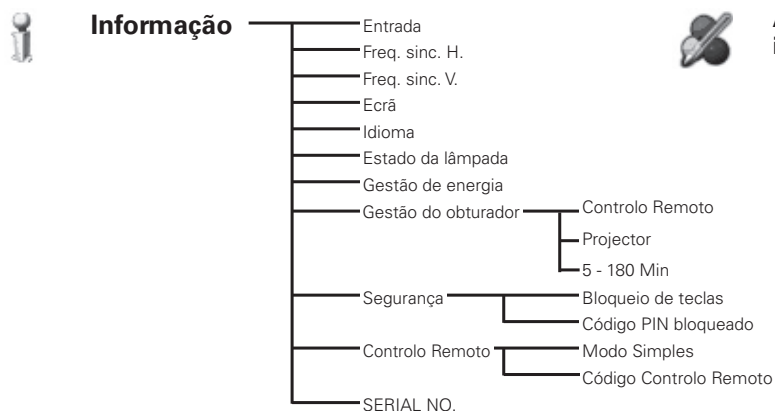 Informação
Entrada
Freq. sinc. H.
Freq. sinc. V.
Ecrã
Idioma
Estado da lâmpada
Gestão de energia
Gestão do obturador
Controlo Remoto
Projector
5 - 180 Min
Segurança
Bloqueio de teclas
Código PIN bloqueado
Controlo Remoto
Modo Simples
Código Controlo Remoto
SERIAL NO.